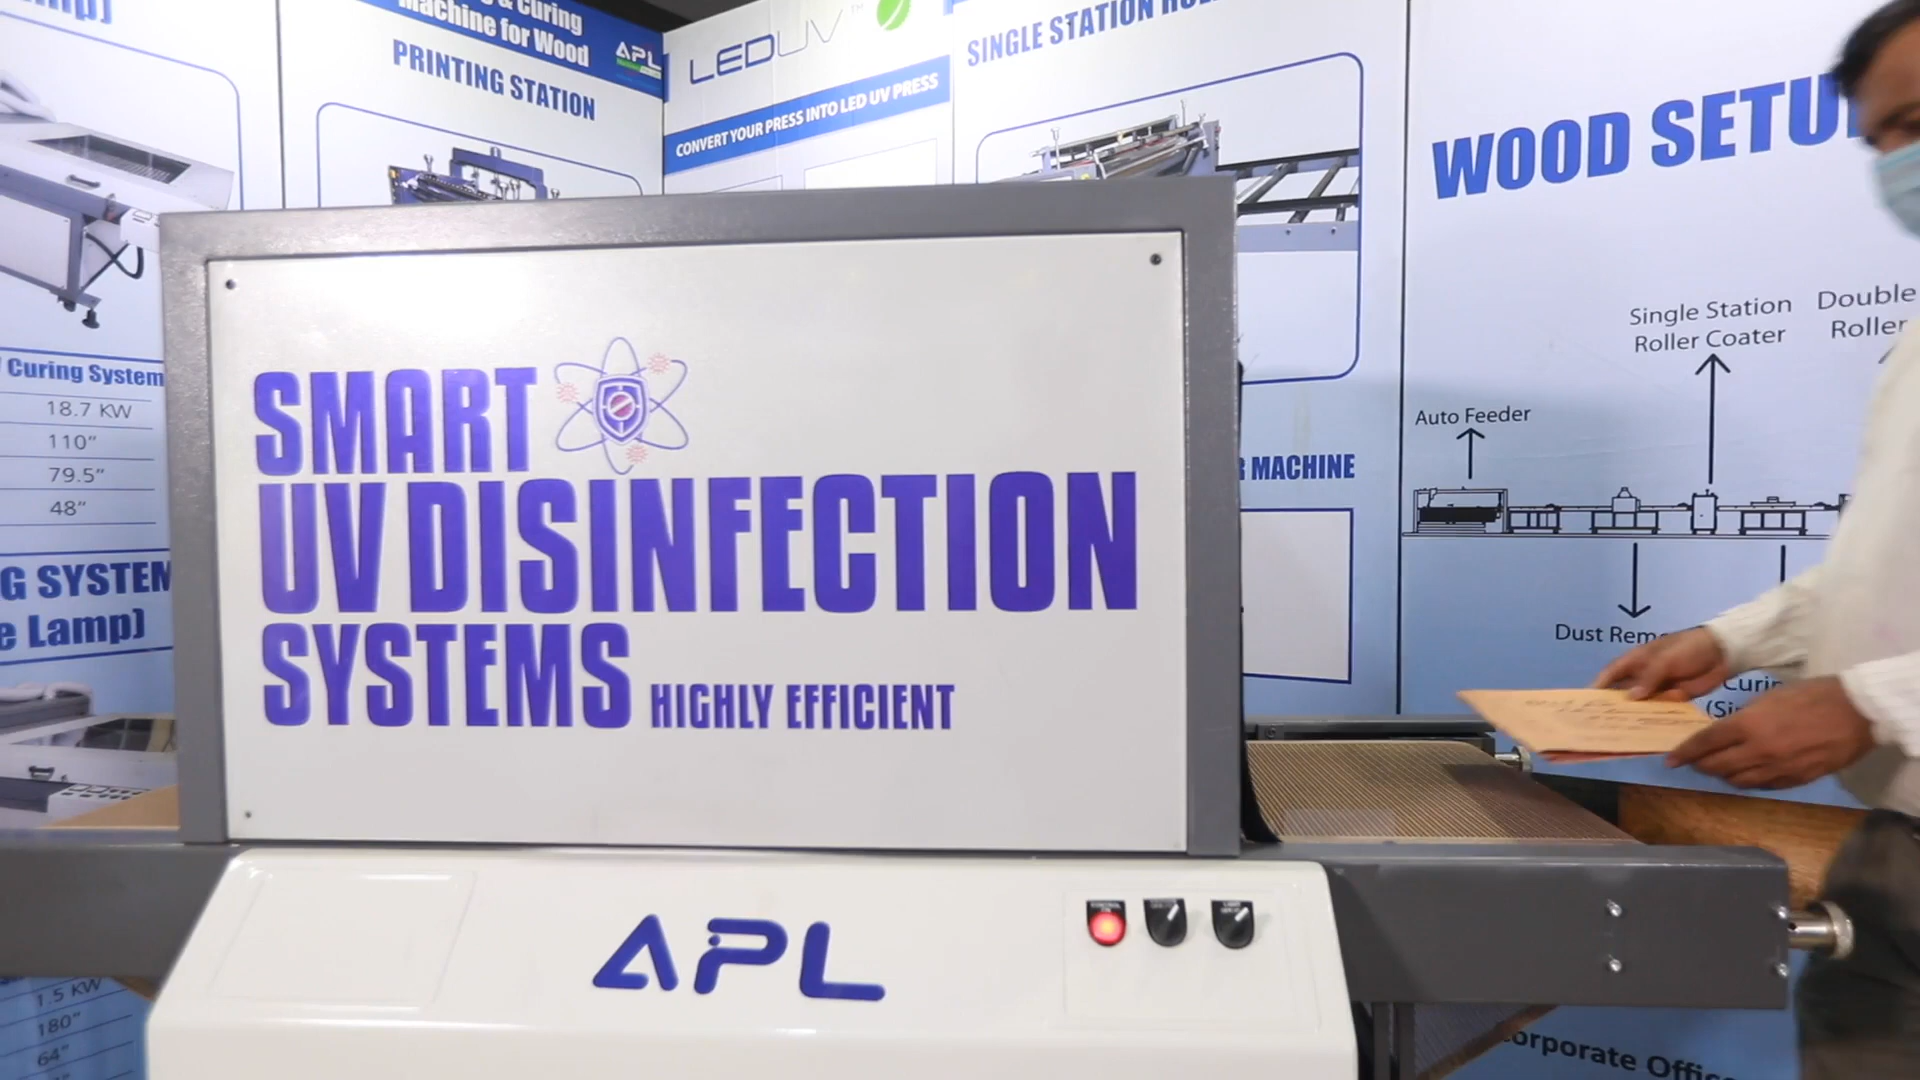 & Curing
Machine for Wood
APL
PRINTING STATION
LEDUV™
CONVERT YOUR PRESS INTO LED UV PRESS
SINGLE STATION
WOOD SETU
Single Station
Roller Coater
Double
Roller
Auto Feeder
MACHINE
Dust
Curing System
18.7 KW
110"
79.5"
48"
G SYSTEM
e Lamp)
SMART
UV DISINFECTION
SYSTEMS HIGHLY EFFICIENT
APL
1.5 KW
180"
64"
orporate Offic